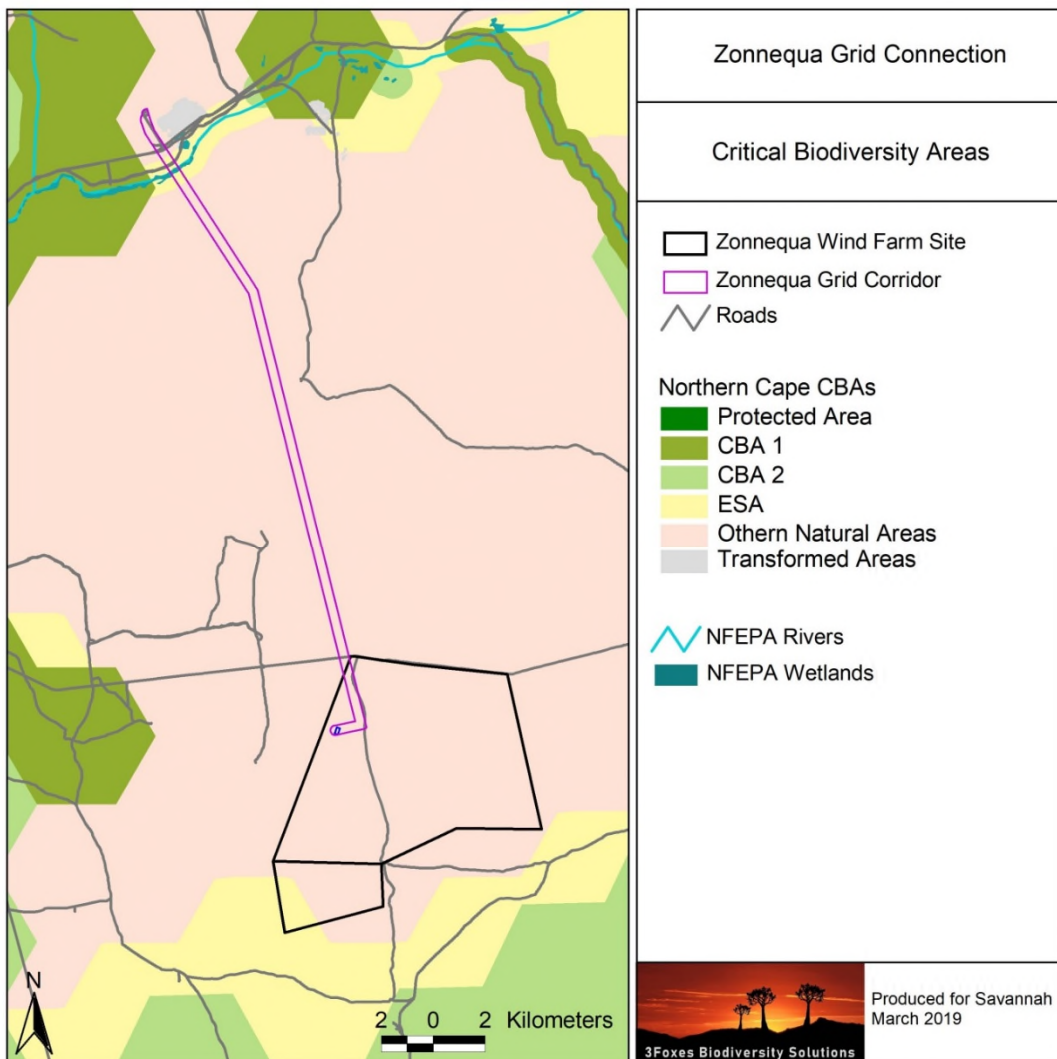 Zonnequa Grid Connection
Critical Biodiversity Areas
Zonnequa Wind Farm Site
Zonnequa Grid Corridor
Roads
Northern Cape CBAs
Protected Area
CBA 1
CBA 2
ESA
Othern Natural Areas
Transformed Areas
NFEPA Rivers
NFEPA Wetlands
N
2 0 2 Kilometers
3Foxes Biodiversity Solutions
Produced for Savannah
March 2019